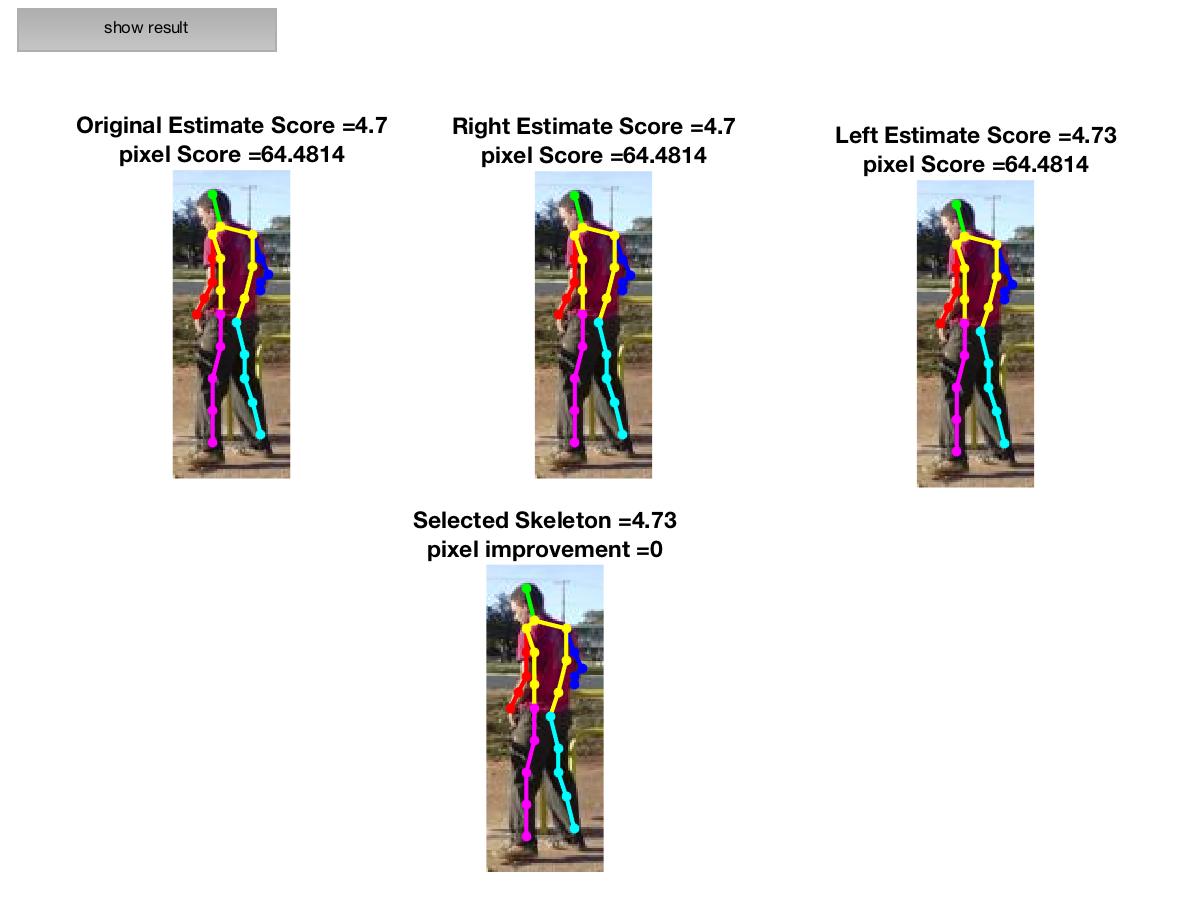 show result
Original Estimate Score =4.7
pixel Score =64.4814
Right Estimate Score =4.7
pixel Score =64.4814
Left Estimate Score =4.73
pixel Score =64.4814
Selected Skeleton =4.73
pixel improvement =0